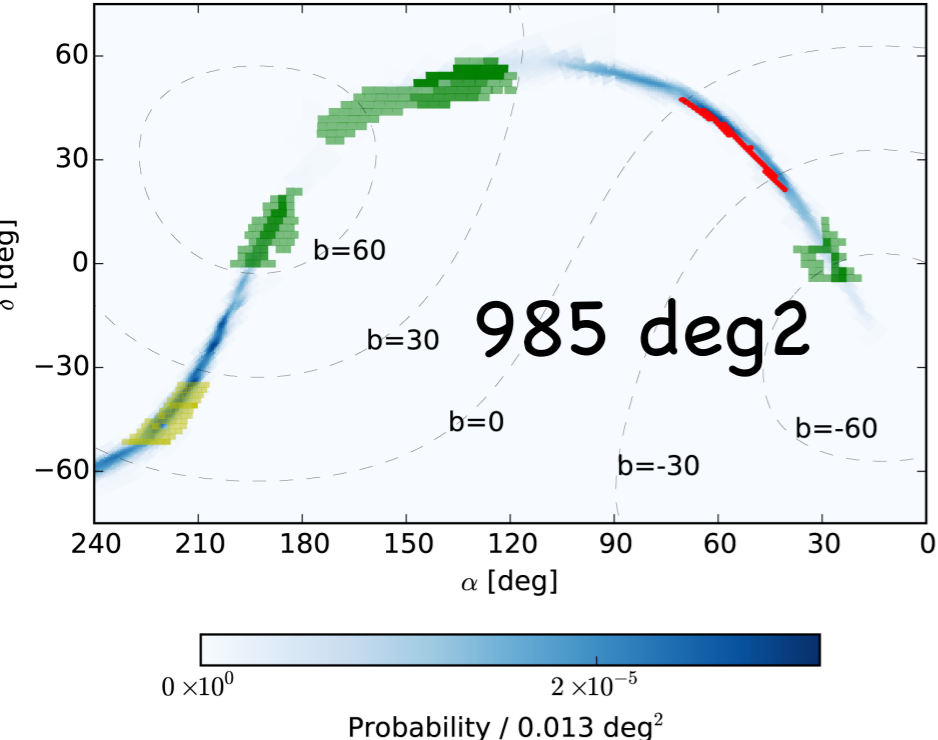 60
30
0
−30
−60
δ [deg]
b=60
b=30
b=0
b=-30
b=-60
985 deg2
240 210 180 150 120 90 60 30 0
α [deg]
0 ×10⁰ 2 ×10⁻⁵
Probability / 0.013 deg²